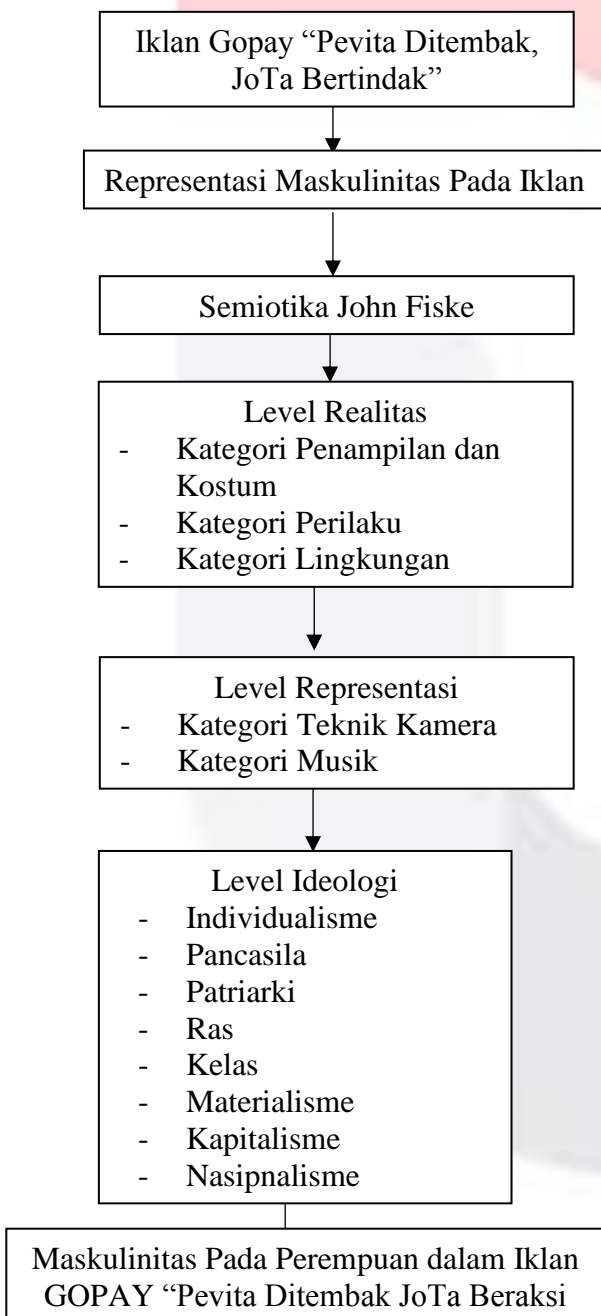 Iklan Gopay “Pevita Ditembak,
JoTa Bertindak”
Representasi Maskulinitas Pada Iklan
Semiotika John Fiske
Level Realitas
- Kategori Penampilan dan
Kostum
- Kategori Perilaku
- Kategori Lingkungan
Level Representasi
- Kategori Teknik Kamera
- Kategori Musik
Level Ideologi
- Individualisme
- Pancasila
- Patriarki
- Ras
- Kelas
- Materialisme
- Kapitalisme
- Nasipnalisme
Maskulinitas Pada Perempuan dalam Iklan
GOPAY “Pevita Ditembak JoTa Beraksi